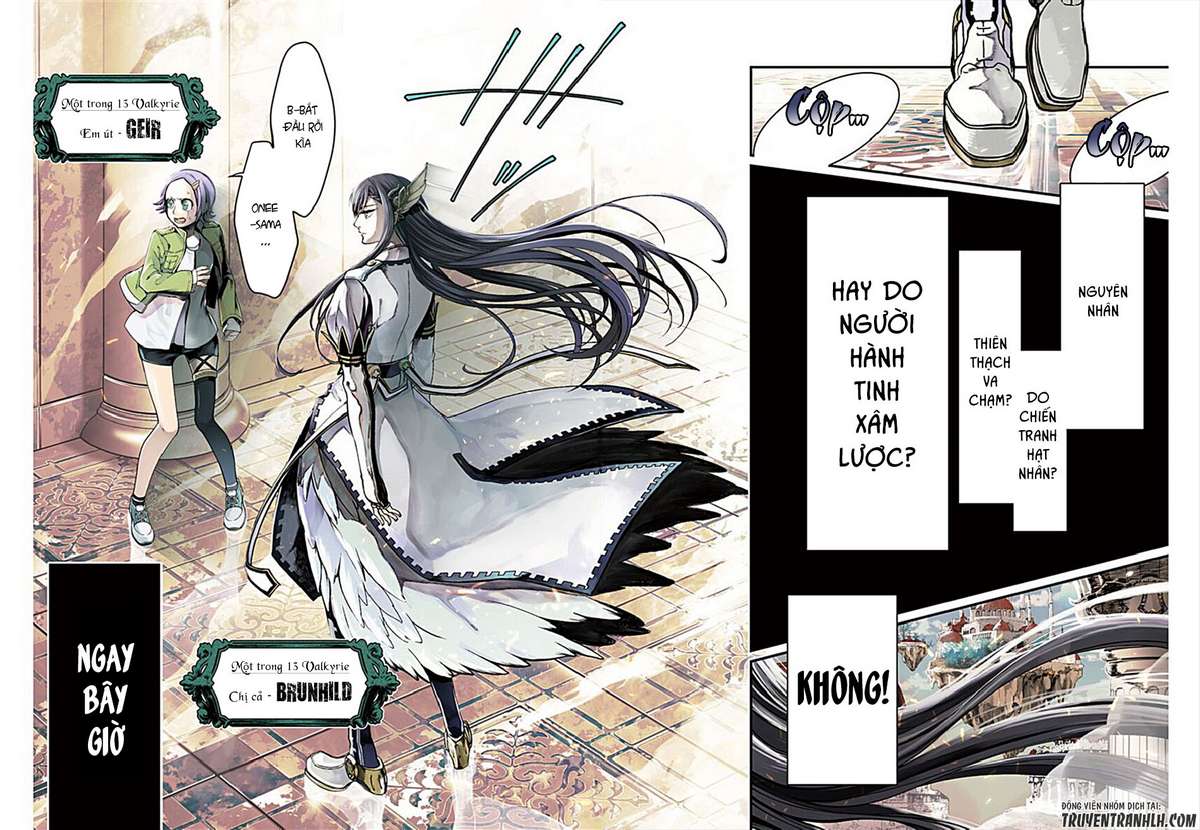 CỘP...
CỘP...
NGUYÊN
NHÂN
DO
CHIẾN
TRANH
HẠT
NHÂN?
THIÊN
THẠCH
VA
CHẠM?
HAY DO
NGƯỜI
HÀNH
TINH
XÂM
LƯỢC?
KHÔNG!
B-BẮT
ĐẦU RỒI
KÌA
ONEE
-SAMA
...
Một trong 13 Valkyrie
Em út - GEIR
Một trong 13 Valkyrie
Chị cả - BRUNHILD
NGAY
BÂY
GIỜ
ĐỘNG VIÊN NHÓM DỊCH TẠI:
TRUYENTRANHLH.COM